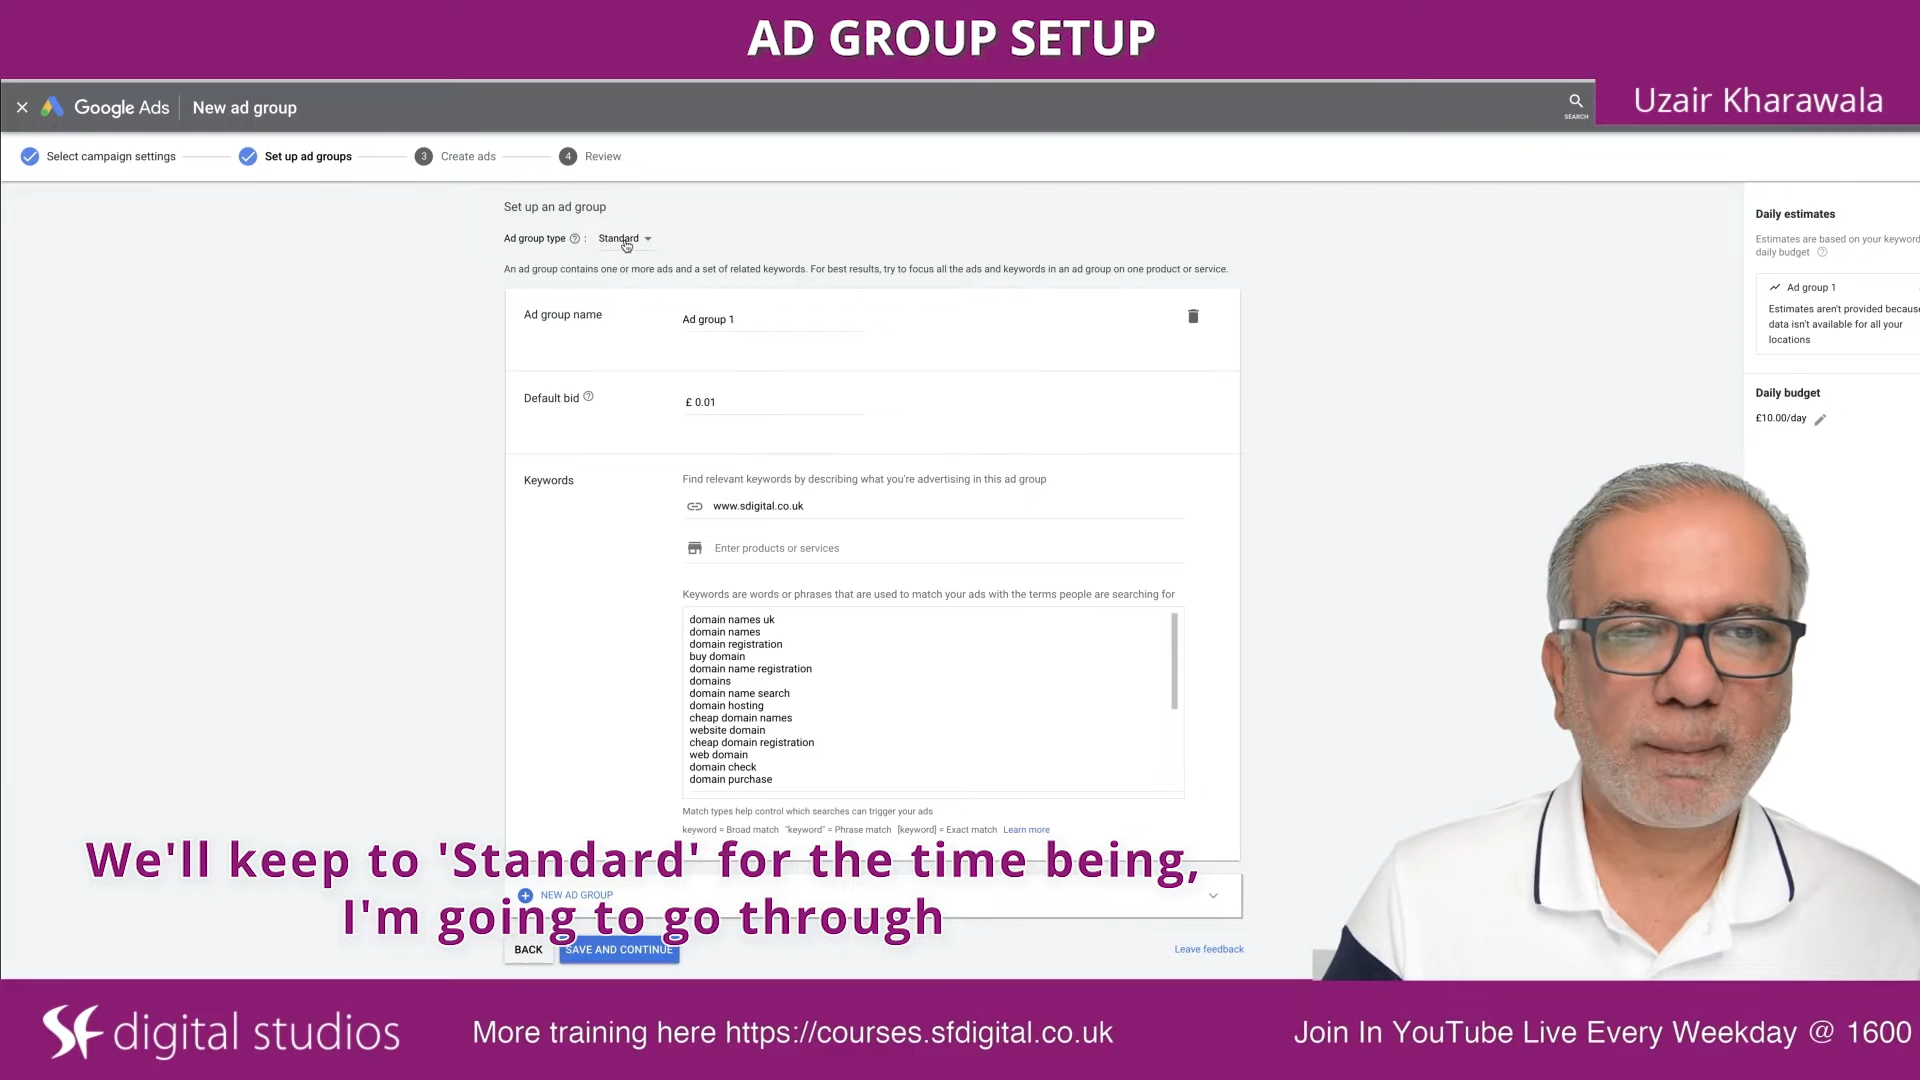 AD GROUP SETUP
Google Ads
New ad group
SEARCH
Uzair Kharawala
Select campaign settings
Set up ad groups
3
Create ads
4
Review
Set up an ad group
Ad group type
?
:
Standard
An ad group contains one or more ads and a set of related keywords. For best results, try to focus all the ads and keywords in an ad group on one product or service.
Ad group name
Ad group 1
Default bid
?
£ 0.01
Keywords
Find relevant keywords by describing what you're advertising in this ad group
www.sdigital.co.uk
Enter products or services
Keywords are words or phrases that are used to match your ads with the terms people are searching for
domain names uk
domain names
domain registration
buy domain
domain name registration
domains
domain name search
domain hosting
cheap domain names
website domain
cheap domain registration
web domain
domain check
domain purchase
Match types help control which searches can trigger your ads
keyword = Broad match "keyword" = Phrase match [keyword] = Exact match Learn more
NEW AD GROUP
BACK
SAVE AND CONTINUE
Leave feedback
Daily estimates
Estimates are based on your keyword
daily budget
?
Ad group 1
Estimates aren't provided because
data isn't available for all your
locations
Daily budget
£10.00/day
We'll keep to 'Standard' for the time being,
I'm going to go through
SF digital studios
More training here https://courses.sfdigital.co.uk
Join In YouTube Live Every Weekday @ 1600